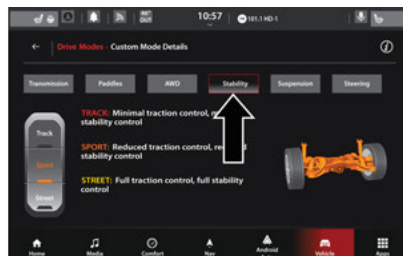 OUT
10:57
101.1 HD-1
Drive Modes - Custom Mode Details
Transmission
Paddles
AWD
Stability
Suspension
Steering
Track
Sport
Street
TRACK: Minimal traction control,
stability control
SPORT: Reduced traction control,
stability control
STREET: Full traction control, full stability
control
Home
Media
Comfort
Nav
Android
Vehicle
Apps